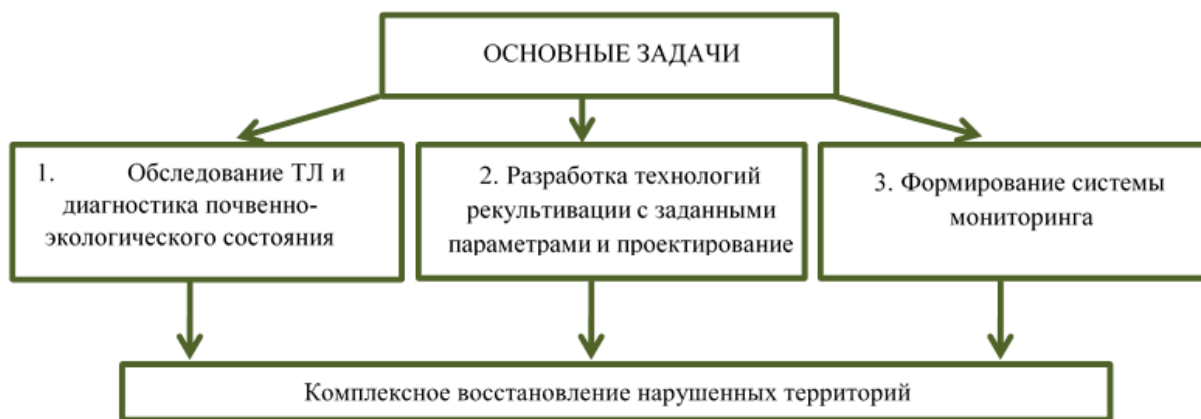 ОСНОВНЫЕ ЗАДАЧИ
1. Обследование ТЛ и
диагностика почвенно-
экологического состояния
2. Разработка технологий
рекультивации с заданными
параметрами и проектирование
3. Формирование системы
мониторинга
Комплексное восстановление нарушенных территорий